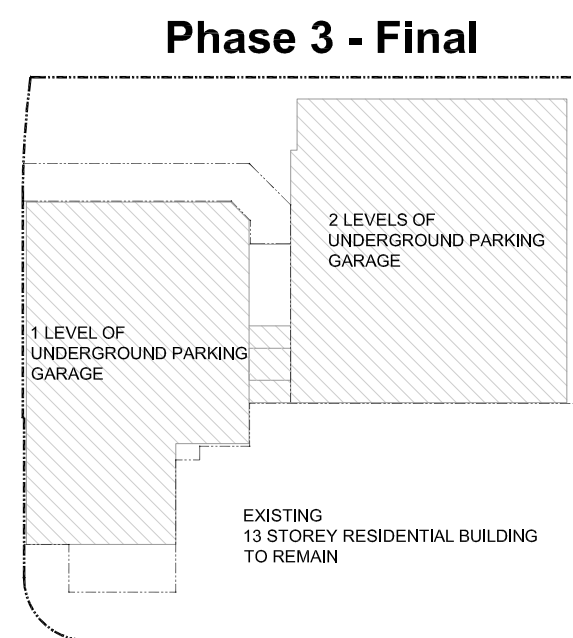 Phase 3 - Final
2 LEVELS OF
UNDERGROUND PARKING
GARAGE
1 LEVEL OF
UNDERGROUND PARKING
GARAGE
EXISTING
13 STOREY RESIDENTIAL BUILDING
TO REMAIN